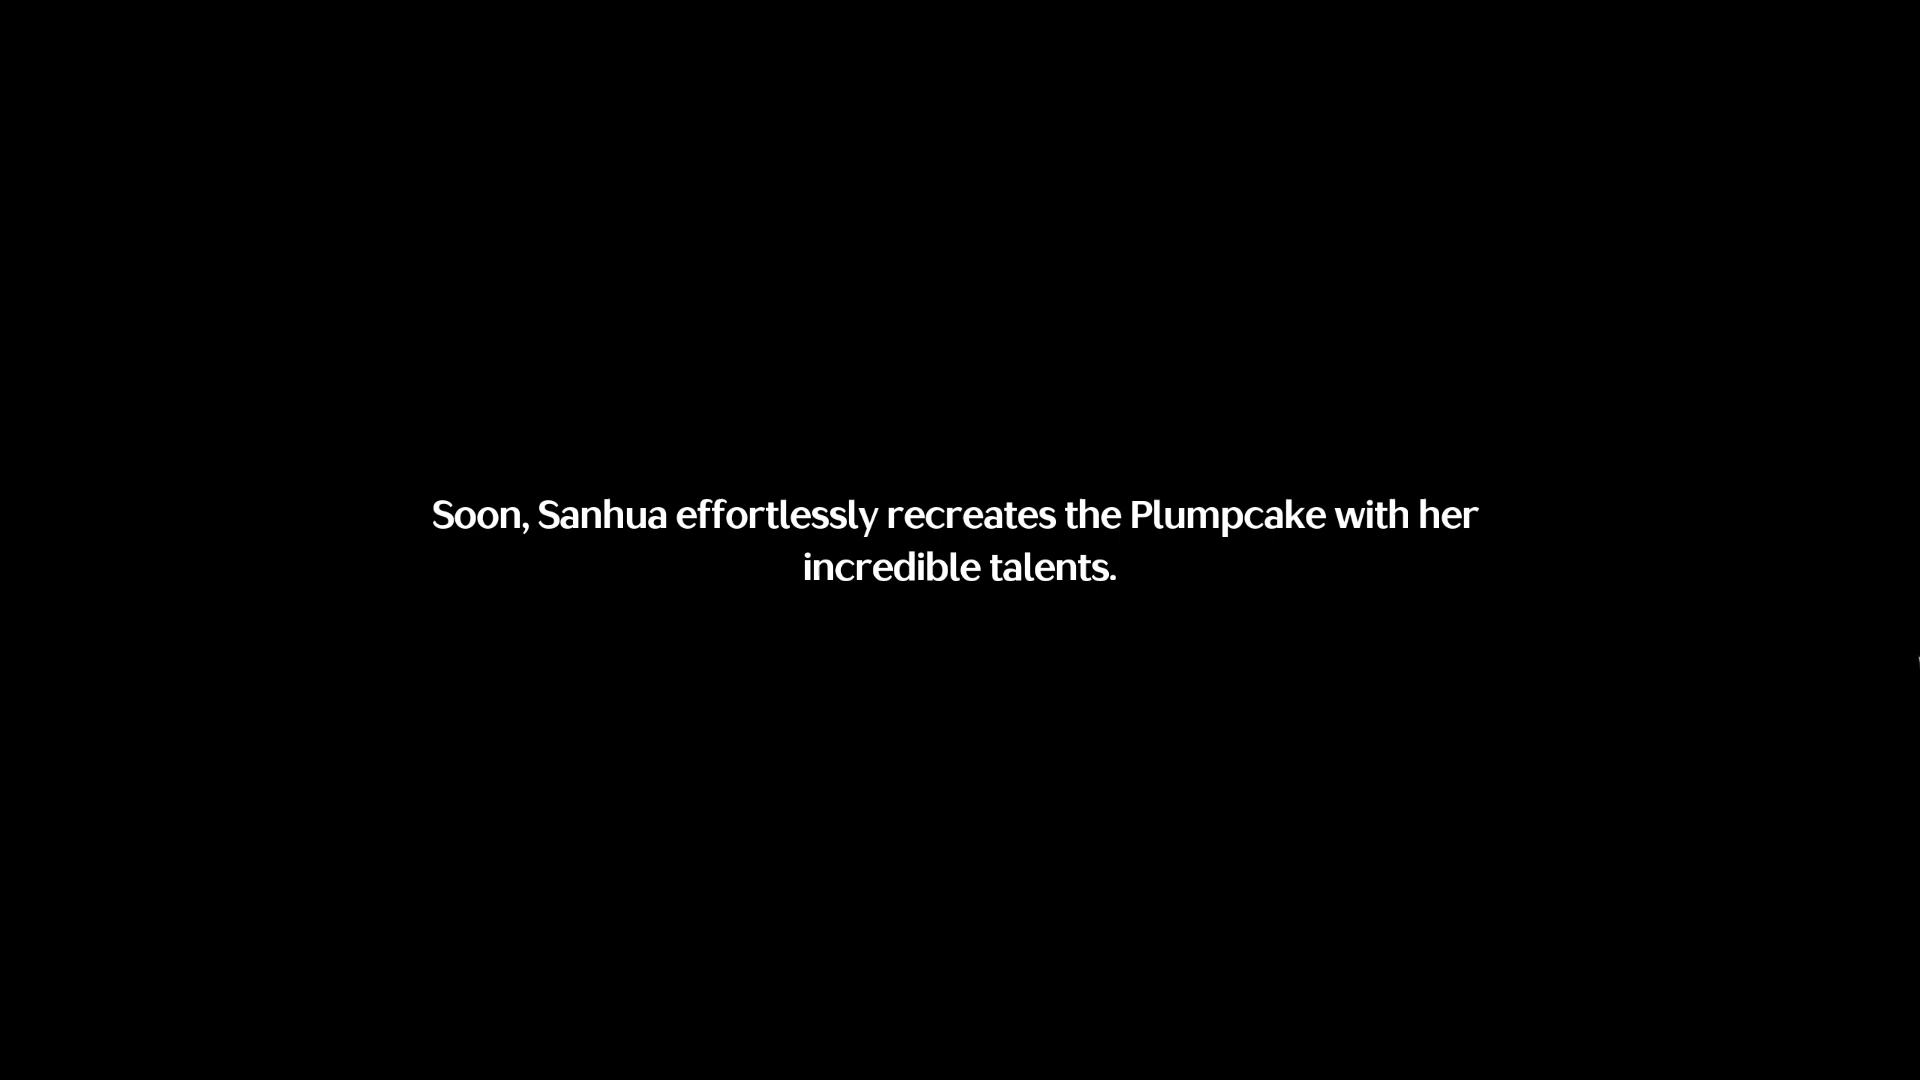 Soon, Sanhua effortlessly recreates the Plumpcake with her
incredible talents.